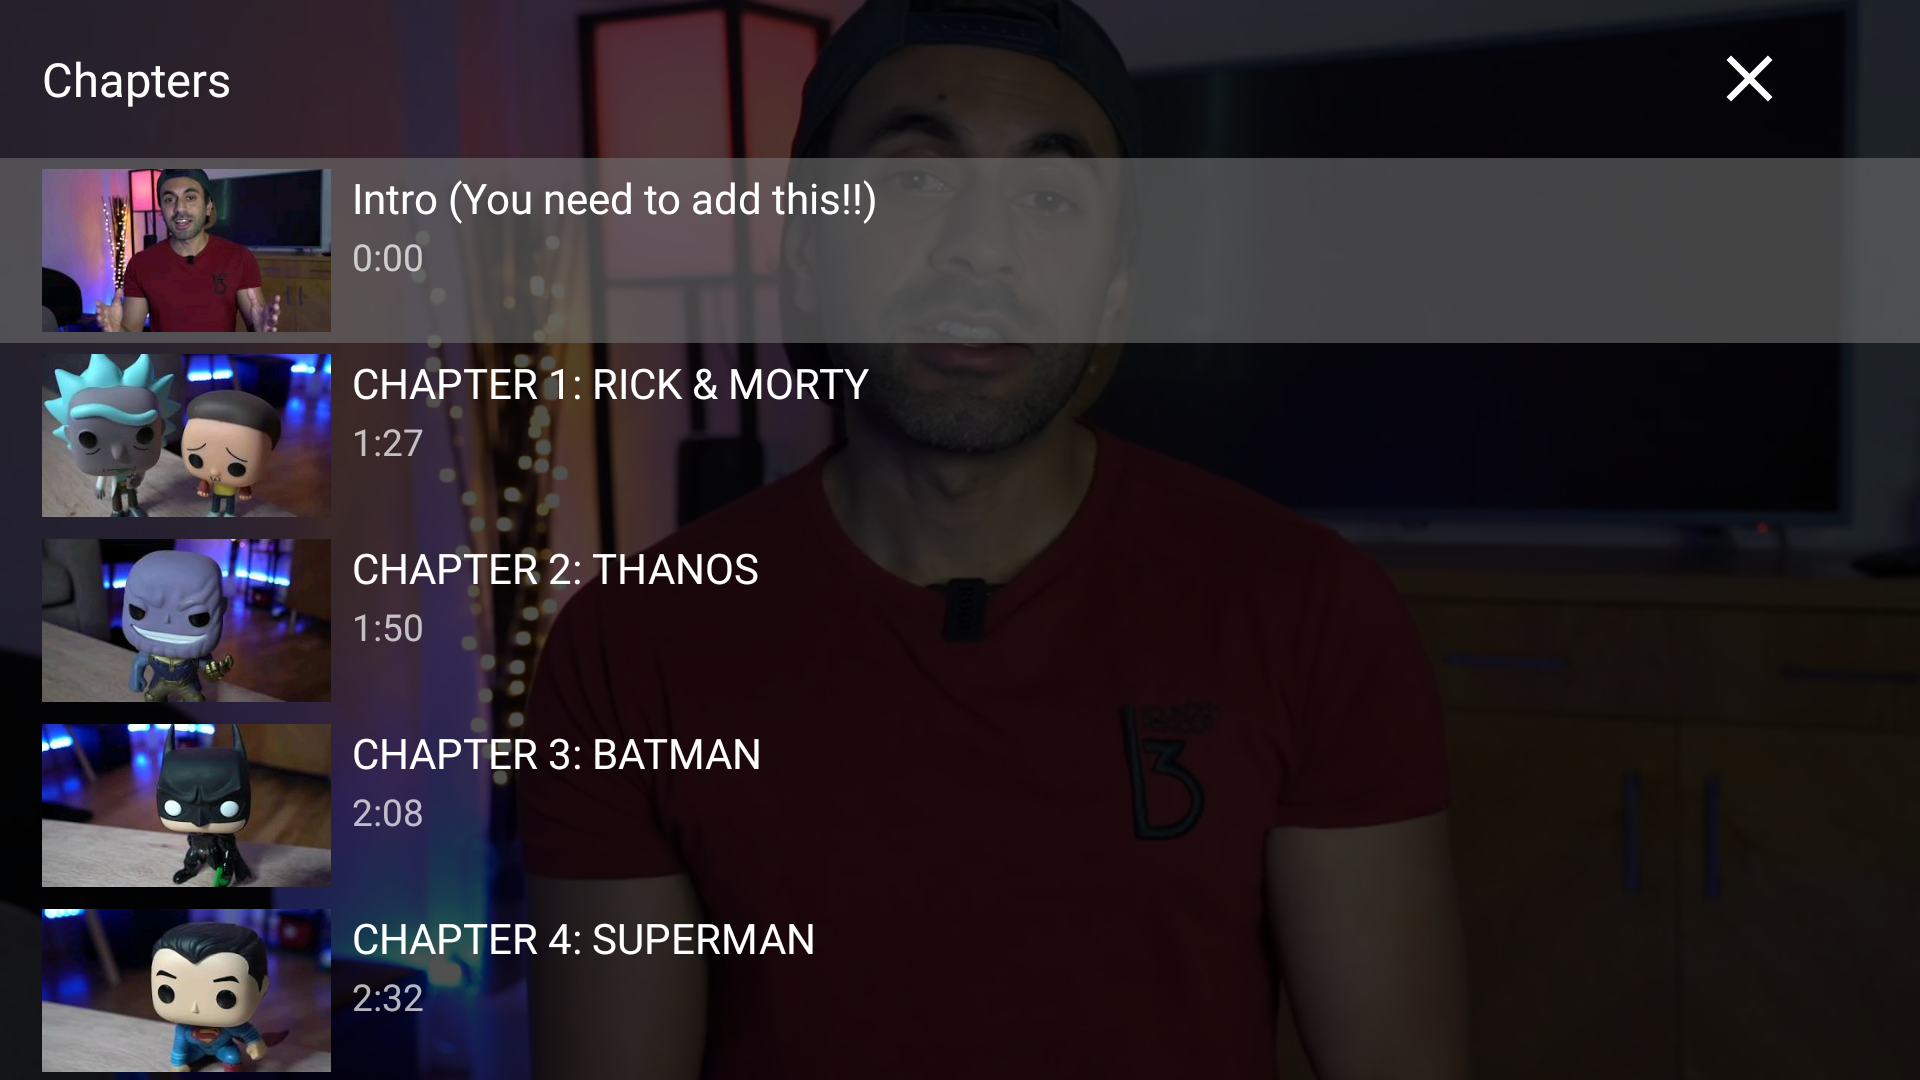 Chapters
Intro (You need to add this!!)
0:00
CHAPTER 1: RICK & MORTY
1:27
CHAPTER 2: THANOS
1:50
CHAPTER 3: BATMAN
2:08
CHAPTER 4: SUPERMAN
2:32